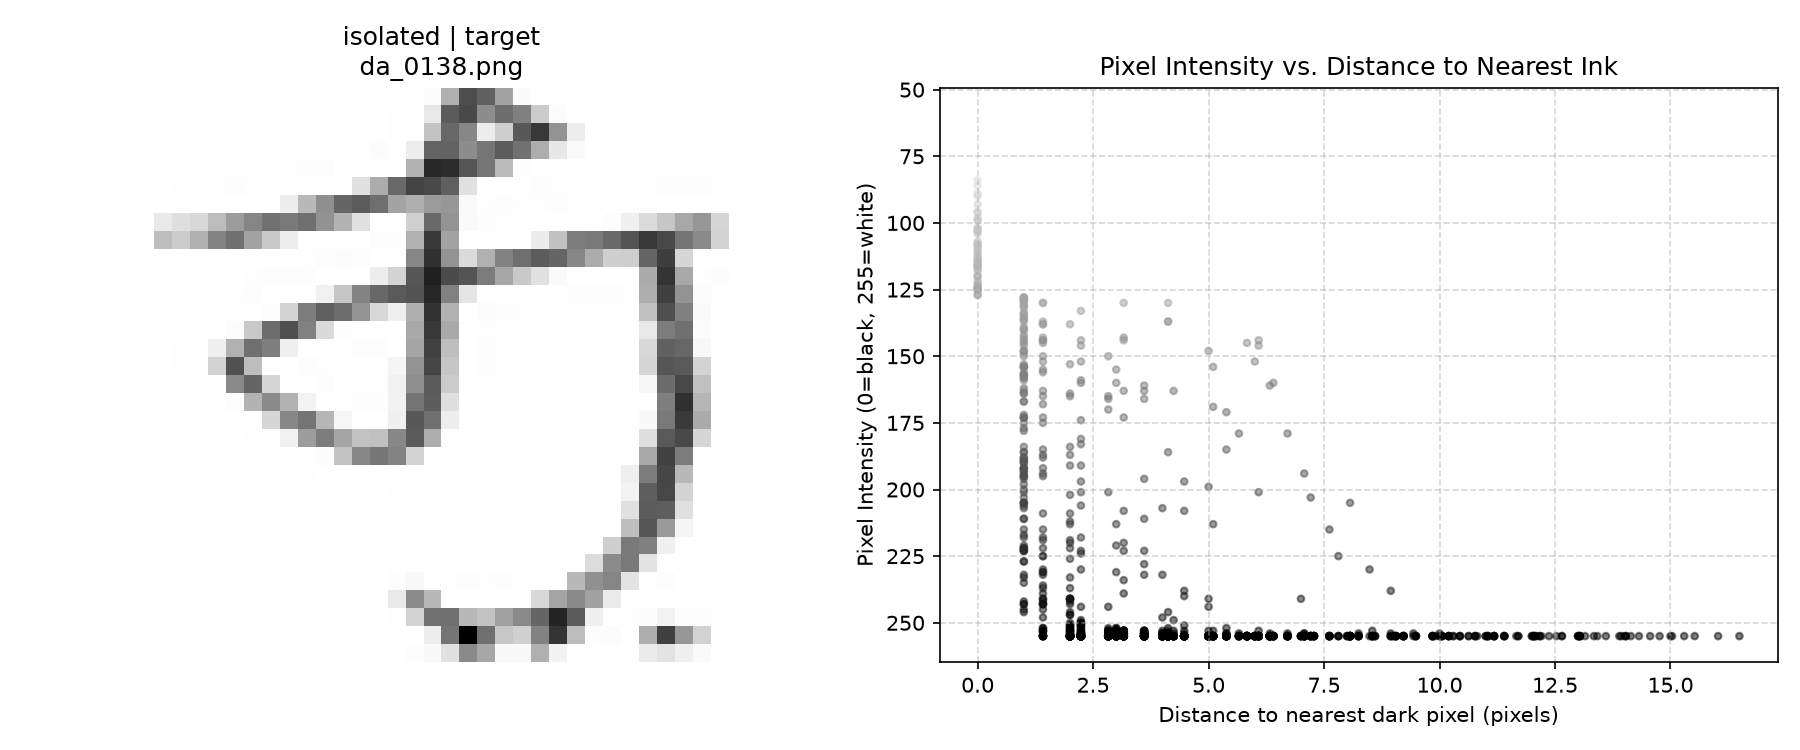 isolated | target
da_0138.png
Pixel Intensity vs. Distance to Nearest Ink
Pixel Intensity (0=black, 255=white)
50
75
100
125
150
175
200
225
250
0.0 2.5 5.0 7.5 10.0 12.5 15.0
Distance to nearest dark pixel (pixels)